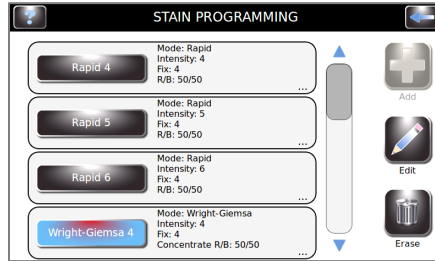 ?
STAIN PROGRAMMING
Rapid 4
Mode: Rapid
Intensity: 4
Fix: 4
R/B: 50/50
...
Rapid 5
Mode: Rapid
Intensity: 5
Fix: 4
R/B: 50/50
...
Rapid 6
Mode: Rapid
Intensity: 6
Fix: 4
R/B: 50/50
...
Wright-Giemsa 4
Mode: Wright-Giemsa
Intensity: 4
Fix: 4
Concentrate R/B: 50/50
...
Add
Edit
Erase